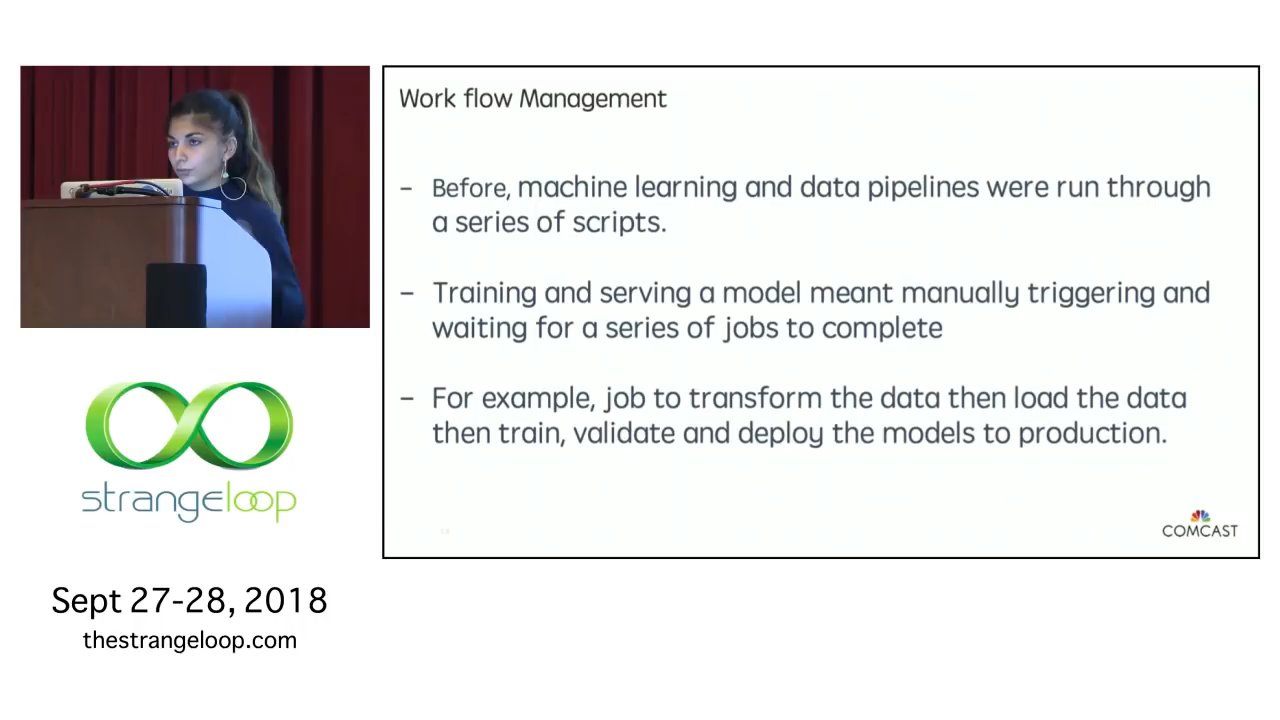 Work flow Management
– Before, machine learning and data pipelines were run through
a series of scripts.
– Training and serving a model meant manually triggering and
waiting for a series of jobs to complete
– For example, job to transform the data then load the data
then train, validate and deploy the models to production.
COMCAST
strangeloop
Sept 27-28, 2018
thestrangeloop.com